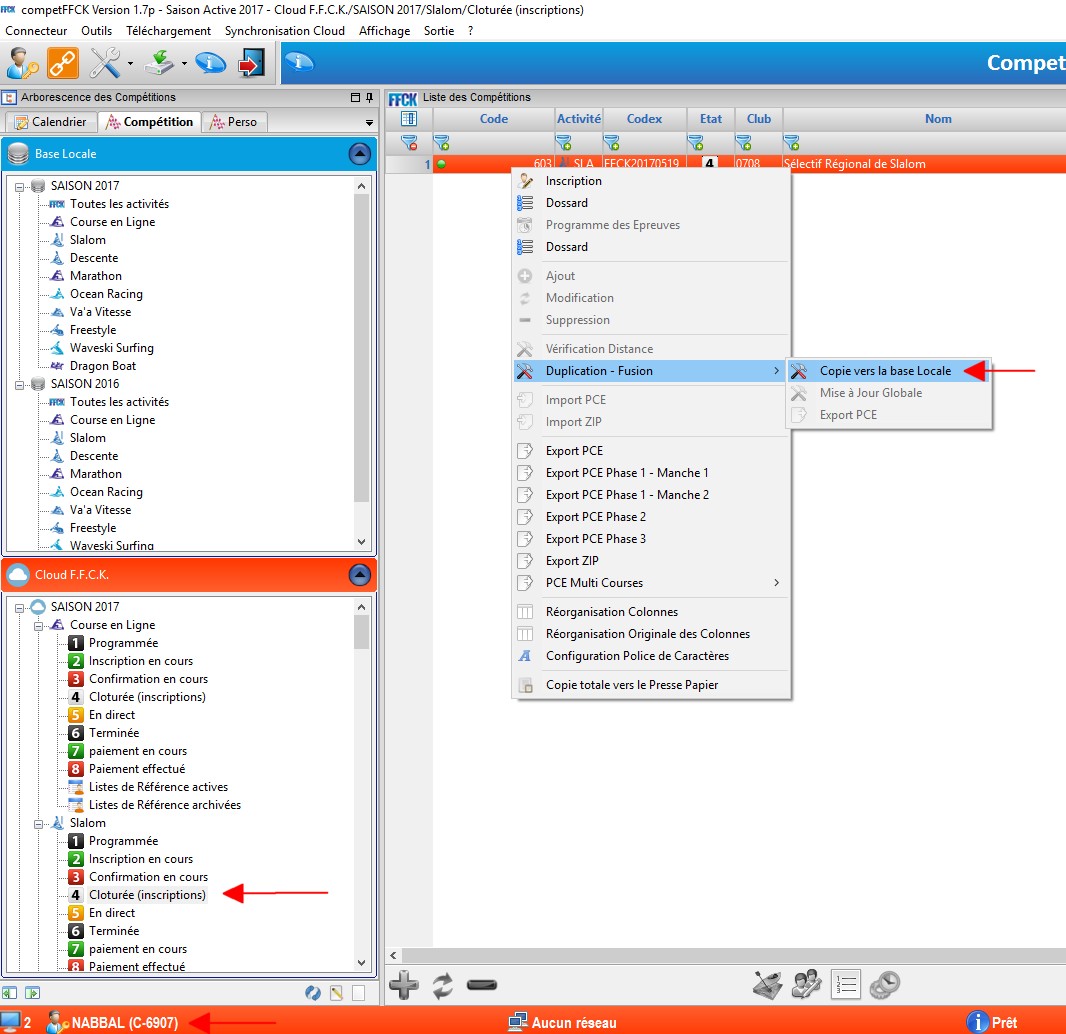 FFCK competFFCK Version 1.7p - Saison Active 2017 - Cloud F.F.C.K./SAISON 2017/Slalom/Cloturée (inscriptions)
Connecteur Outils Téléchargement Synchronisation Cloud Affichage Sortie ?
Compet
Arborescence des Compétitions
Calendrier Compétition Perso
Base Locale
SAISON 2017
FFCK Toutes les activités
Course en Ligne
Slalom
Descente
Marathon
Ocean Racing
Va'a Vitesse
Freestyle
Waveski Surfing
Dragon Boat
SAISON 2016
FFCK Toutes les activités
Course en Ligne
Slalom
Descente
Marathon
Ocean Racing
Va'a Vitesse
Freestyle
Waveski Surfing
Cloud F.F.C.K.
SAISON 2017
Course en Ligne
1 Programmée
2 Inscription en cours
3 Confirmation en cours
4 Cloturée (inscriptions)
5 En direct
6 Terminée
7 paiement en cours
8 Paiement effectué
Listes de Référence actives
Listes de Référence archivées
Slalom
1 Programmée
2 Inscription en cours
3 Confirmation en cours
4 Cloturée (inscriptions)
5 En direct
6 Terminée
7 paiement en cours
8 Paiement effectué
FFCK Liste des Compétitions
Code Activité Codex Etat Club Nom
1 603 SLA FFCK20170519 4 0708 Sélectif Régional de Slalom
Inscription
Dossard
Programme des Epreuves
Dossard
Ajout
Modification
Suppression
Vérification Distance
Duplication - Fusion
Import PCE
Import ZIP
Export PCE
Export PCE Phase 1 - Manche 1
Export PCE Phase 1 - Manche 2
Export PCE Phase 2
Export PCE Phase 3
Export ZIP
PCE Multi Courses
Réorganisation Colonnes
Réorganisation Originale des Colonnes
Configuration Police de Caractères
Copie totale vers le Presse Papier
Copie vers la base Locale
Mise à Jour Globale
Export PCE
2 NABBAL (C-6907) Aucun réseau Prêt